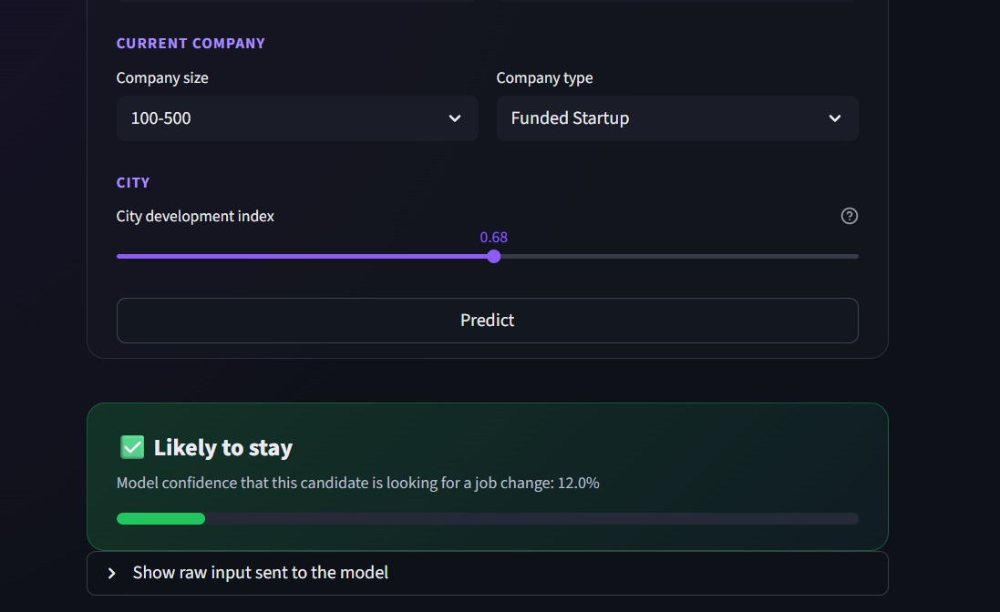 CURRENT COMPANY
Company size
Company type
100-500
Funded Startup
CITY
City development index
0.68
Predict
Likely to stay
Model confidence that this candidate is looking for a job change: 12.0%
Show raw input sent to the model